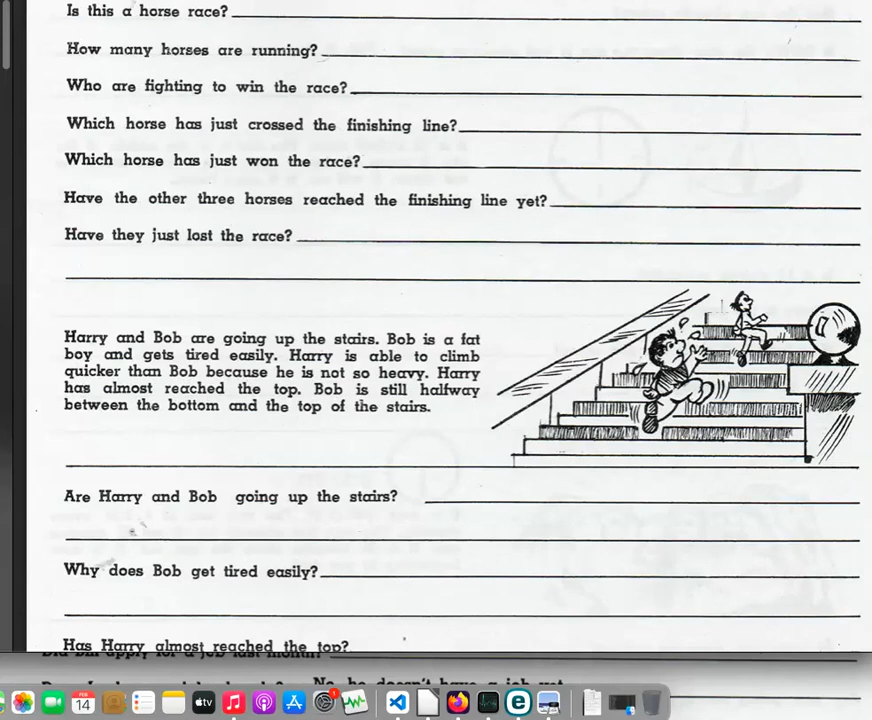 Is this a horse race?
How many horses are running?
Who are fighting to win the race?
Which horse has just crossed the finishing line?
Which horse has just won the race?
Have the other three horses reached the finishing line yet?
Have they just lost the race?
Harry and Bob are going up the stairs. Bob is a fat
boy and gets tired easily. Harry is able to climb
quicker than Bob because he is not so heavy. Harry
has almost reached the top. Bob is still halfway
between the bottom and the top of the stairs.
Are Harry and Bob going up the stairs?
Why does Bob get tired easily?
Has Harry almost reached the top?
No, he doesn't have a job yet
FEB
14
tv